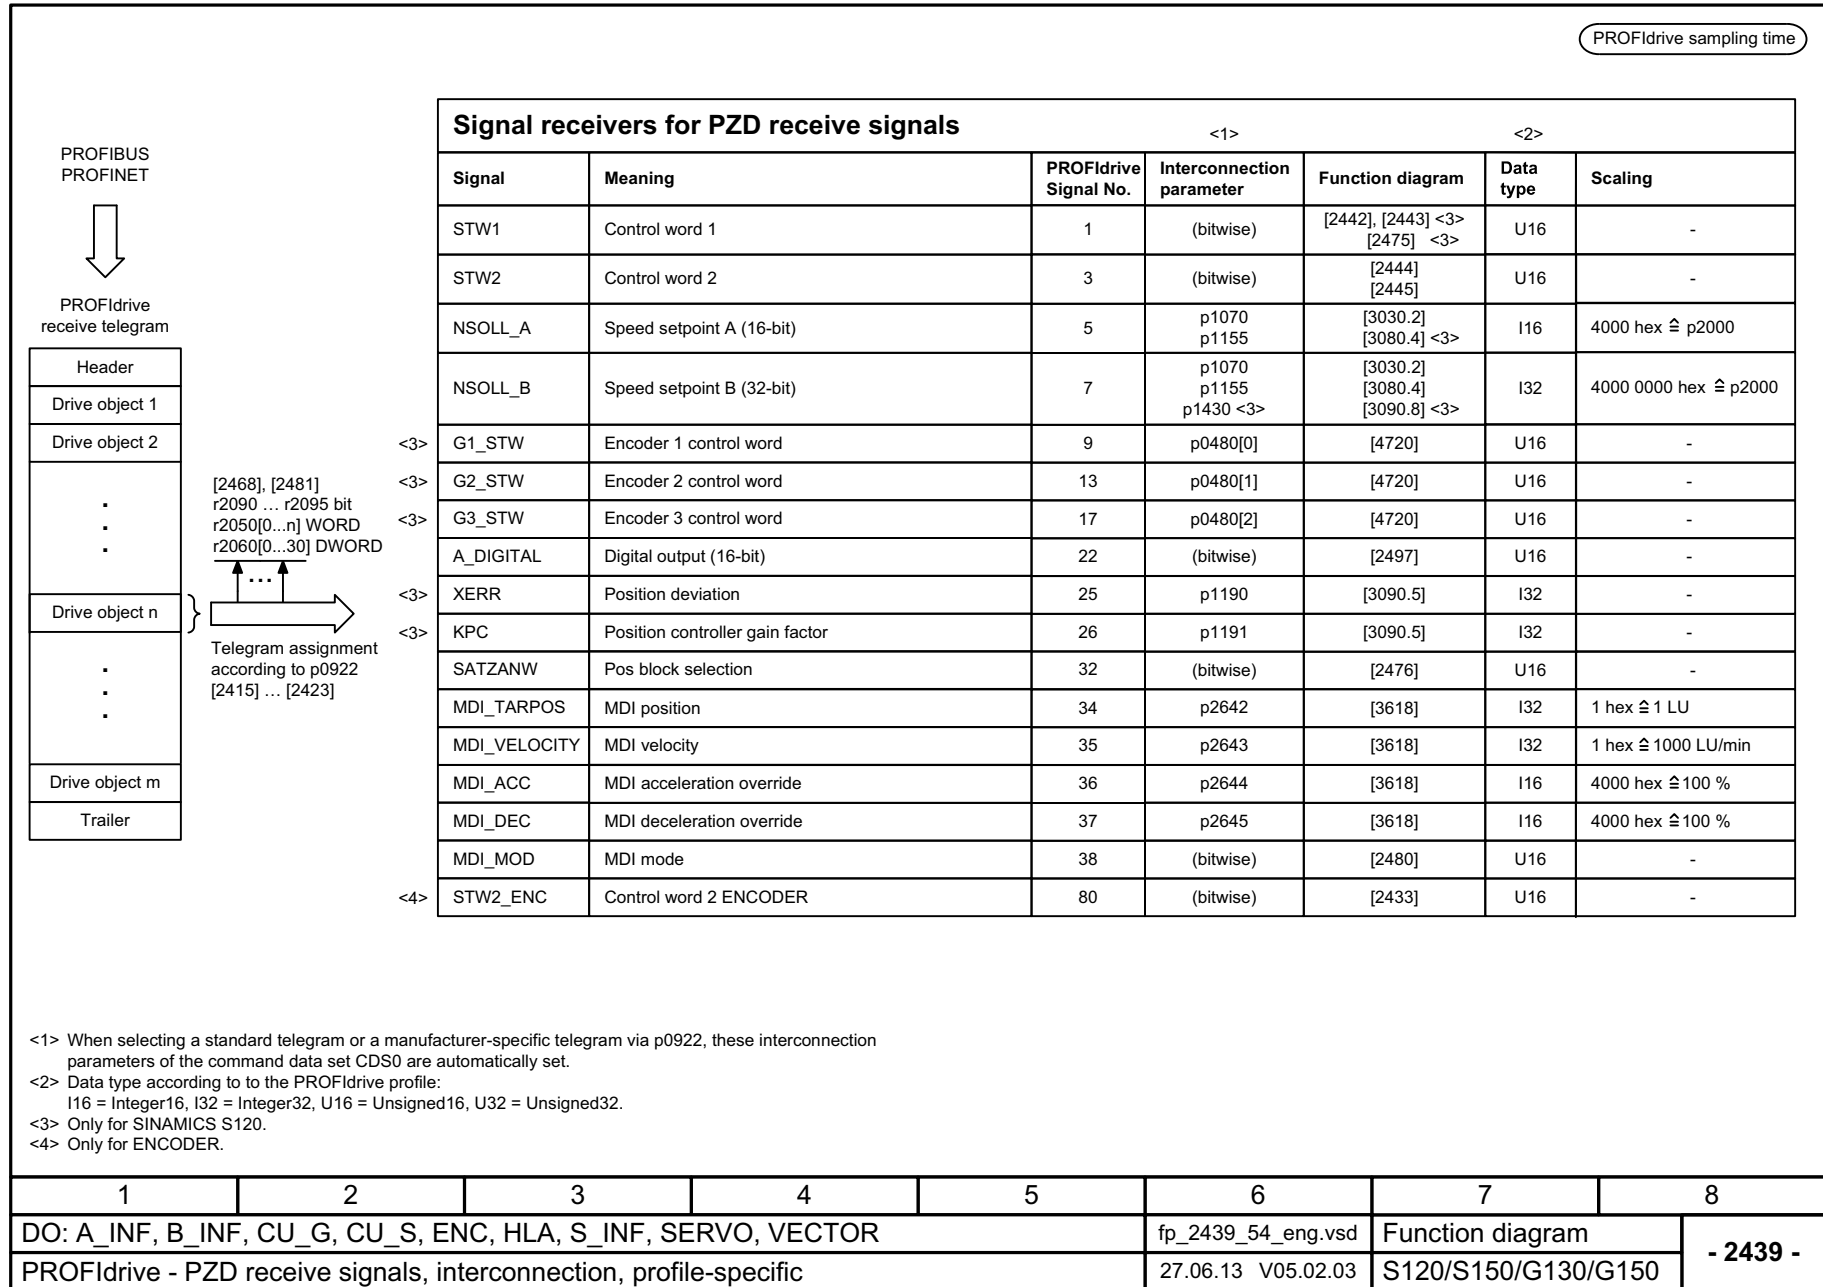 PROFIdrive sampling time
PROFIBUS
PROFINET
PROFIdrive
receive telegram
Header
Drive object 1
Drive object 2
.
.
.
Drive object n
.
.
.
Drive object m
Trailer
[2468], [2481]
r2090 … r2095 bit
r2050[0...n] WORD
r2060[0...30] DWORD
...
Telegram assignment
according to p0922
[2415] … [2423]
Signal receivers for PZD receive signals <1> <2>
Signal Meaning PROFIdrive Signal No. Interconnection parameter Function diagram Data type Scaling
STW1 Control word 1 1 (bitwise) [2442], [2443] <3> [2475] <3> U16 -
STW2 Control word 2 3 (bitwise) [2444] [2445] U16 -
NSOLL_A Speed setpoint A (16-bit) 5 p1070 p1155 [3030.2] [3080.4] <3> I16 4000 hex ≙ p2000
NSOLL_B Speed setpoint B (32-bit) 7 p1070 p1155 p1430 <3> [3030.2] [3080.4] [3090.8] <3> I32 4000 0000 hex ≙ p2000
<3> G1_STW Encoder 1 control word 9 p0480[0] [4720] U16 -
<3> G2_STW Encoder 2 control word 13 p0480[1] [4720] U16 -
<3> G3_STW Encoder 3 control word 17 p0480[2] [4720] U16 -
A_DIGITAL Digital output (16-bit) 22 (bitwise) [2497] U16 -
<3> XERR Position deviation 25 p1190 [3090.5] I32 -
<3> KPC Position controller gain factor 26 p1191 [3090.5] I32 -
SATZANW Pos block selection 32 (bitwise) [2476] U16 -
MDI_TARPOS MDI position 34 p2642 [3618] I32 1 hex ≙ 1 LU
MDI_VELOCITY MDI velocity 35 p2643 [3618] I32 1 hex ≙ 1000 LU/min
MDI_ACC MDI acceleration override 36 p2644 [3618] I16 4000 hex ≙ 100 %
MDI_DEC MDI deceleration override 37 p2645 [3618] I16 4000 hex ≙ 100 %
MDI_MOD MDI mode 38 (bitwise) [2480] U16 -
<4> STW2_ENC Control word 2 ENCODER 80 (bitwise) [2433] U16 -
<1> When selecting a standard telegram or a manufacturer-specific telegram via p0922, these interconnection
parameters of the command data set CDS0 are automatically set.
<2> Data type according to to the PROFIdrive profile:
I16 = Integer16, I32 = Integer32, U16 = Unsigned16, U32 = Unsigned32.
<3> Only for SINAMICS S120.
<4> Only for ENCODER.
1 2 3 4 5 6 7 8
DO: A_INF, B_INF, CU_G, CU_S, ENC, HLA, S_INF, SERVO, VECTOR fp_2439_54_eng.vsd Function diagram
- 2439 -
PROFIdrive - PZD receive signals, interconnection, profile-specific 27.06.13 V05.02.03 S120/S150/G130/G150